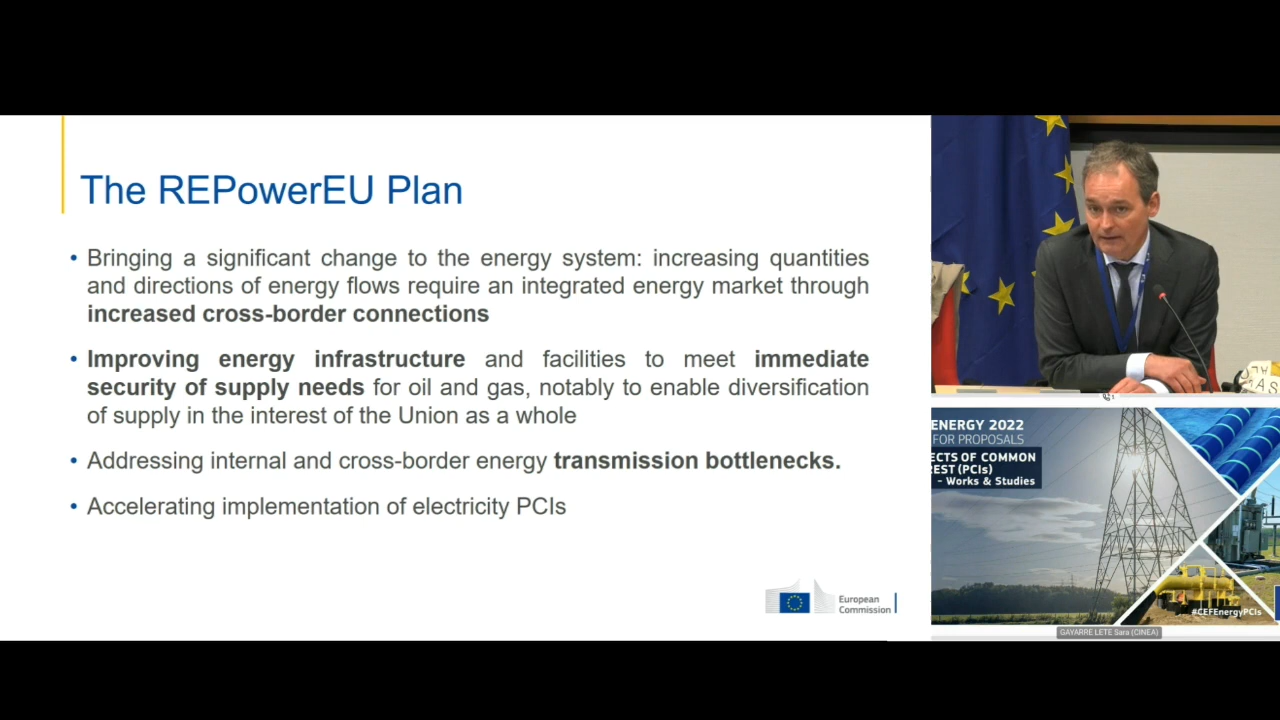 The REPowerEU Plan
• Bringing a significant change to the energy system: increasing quantities
and directions of energy flows require an integrated energy market through
increased cross-border connections
• Improving energy infrastructure and facilities to meet immediate
security of supply needs for oil and gas, notably to enable diversification
of supply in the interest of the Union as a whole
• Addressing internal and cross-border energy transmission bottlenecks.
• Accelerating implementation of electricity PCIs
European
Commission
ENERGY 2022
FOR PROPOSALS
ECTS OF COMMON
REST (PCIs)
- Works & Studies
#CEFEnergyPCIs
GAYARRE LETE Sara (CINEA)